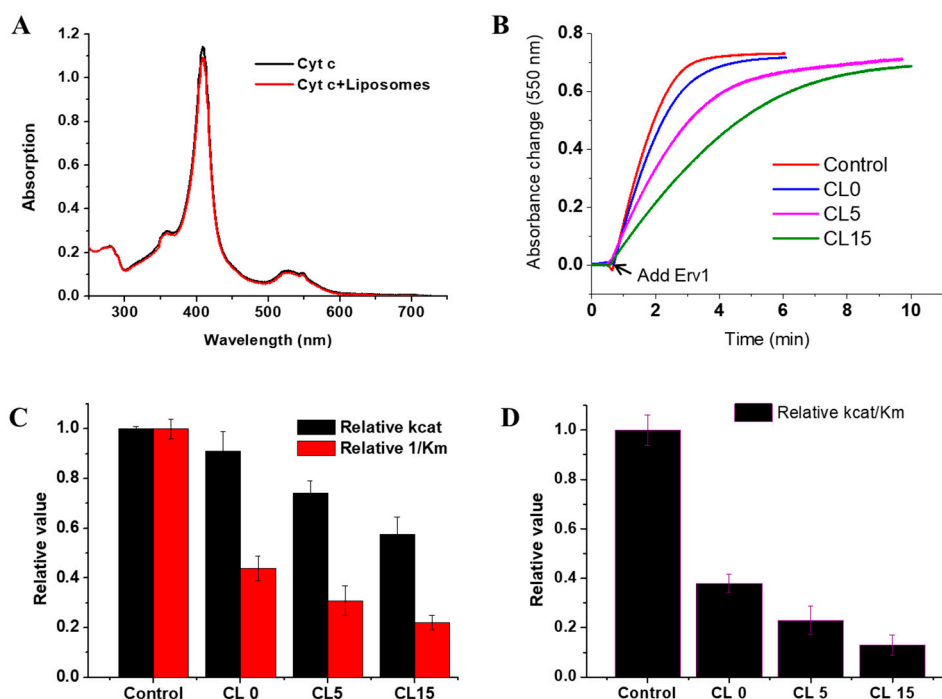 A
1.2
1.0
0.8
0.6
0.4
0.2
0.0
Absorption
Cyt c
Cyt c+Liposomes
300
400
500
600
700
Wavelength (nm)
B
0.8
0.6
0.4
0.2
0.0
Absorbance change (550 nm)
Control
CL0
CL5
CL15
Add Erv1
0
2
4
6
8
10
Time (min)
C
1.0
0.8
0.6
0.4
0.2
0.0
Relative value
Relative kcat
Relative 1/Km
Control
CL 0
CL5
CL15
D
1.0
0.8
0.6
0.4
0.2
0.0
Relative value
Relative kcat/Km
Control
CL 0
CL 5
CL 15